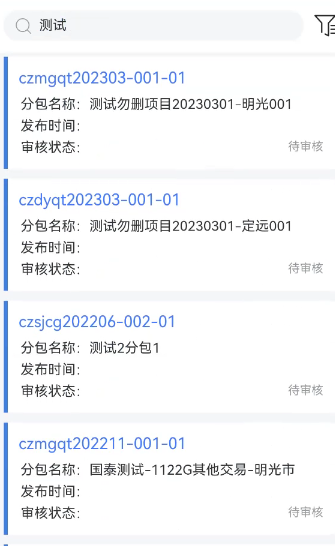 测试
czmgqt202303-001-01
分包名称：测试勿删项目20230301-明光001
发布时间：
审核状态： 待审核
czdyqt202303-001-01
分包名称：测试勿删项目20230301-定远001
发布时间：
审核状态： 待审核
czsjcg202206-002-01
分包名称：测试2分包1
发布时间：
审核状态： 待审核
czmgqt202211-001-01
分包名称：国泰测试-1122G其他交易-明光市
发布时间：
审核状态： 待审核